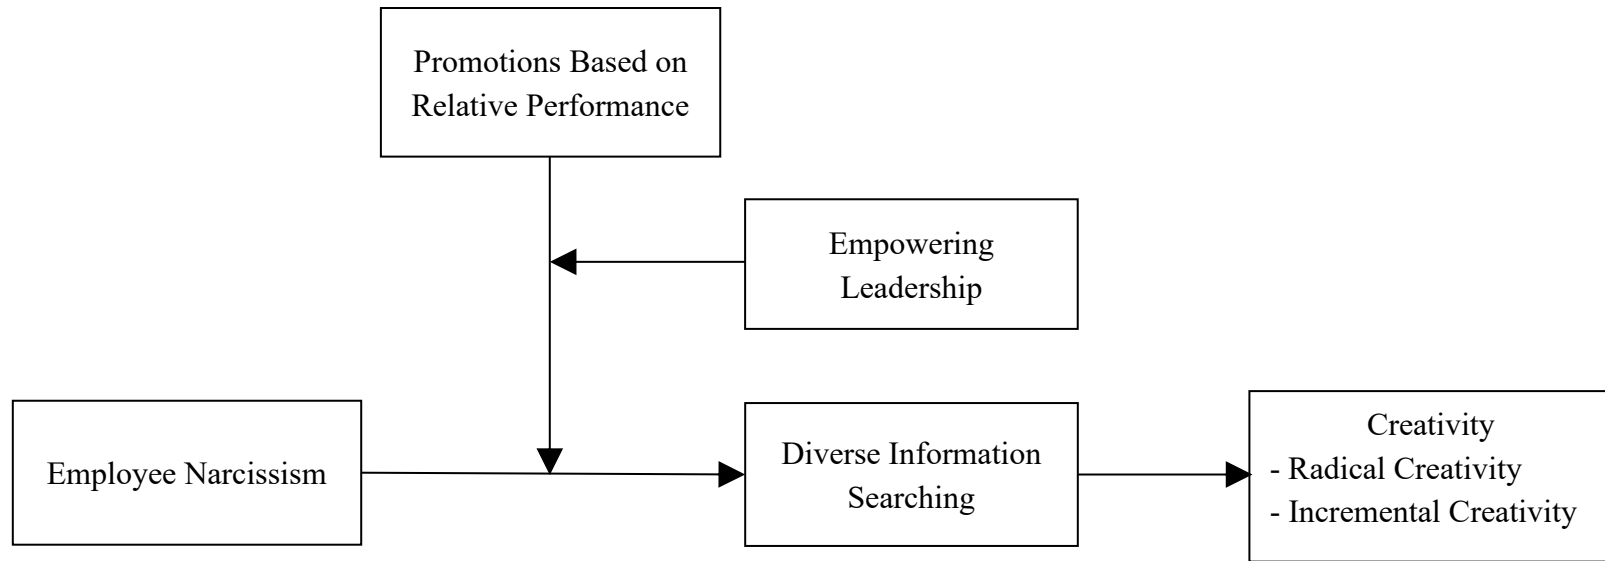 Promotions Based on
Relative Performance
Empowering
Leadership
Employee Narcissism
Diverse Information
Searching
Creativity
- Radical Creativity
- Incremental Creativity